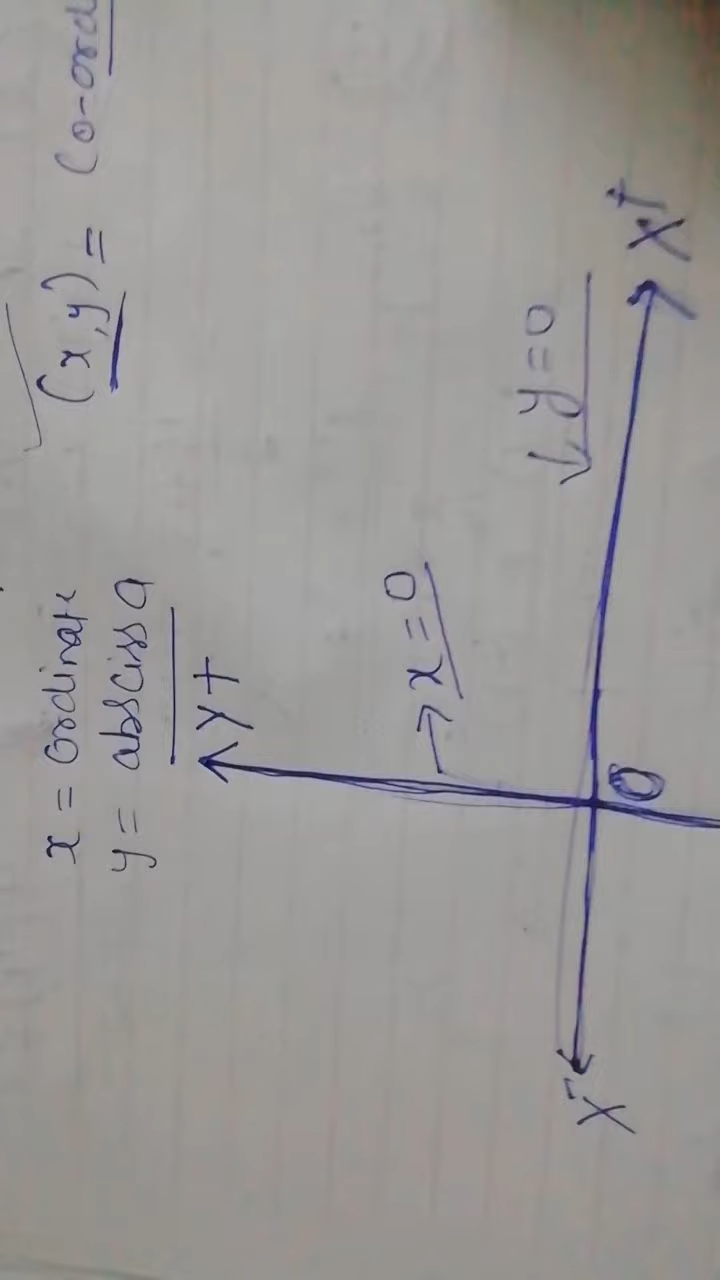 x = ordinate
y = abscissa
(x,y) = Co-ord
Y+
→ x=0
↓ y=0
X-
O
X+